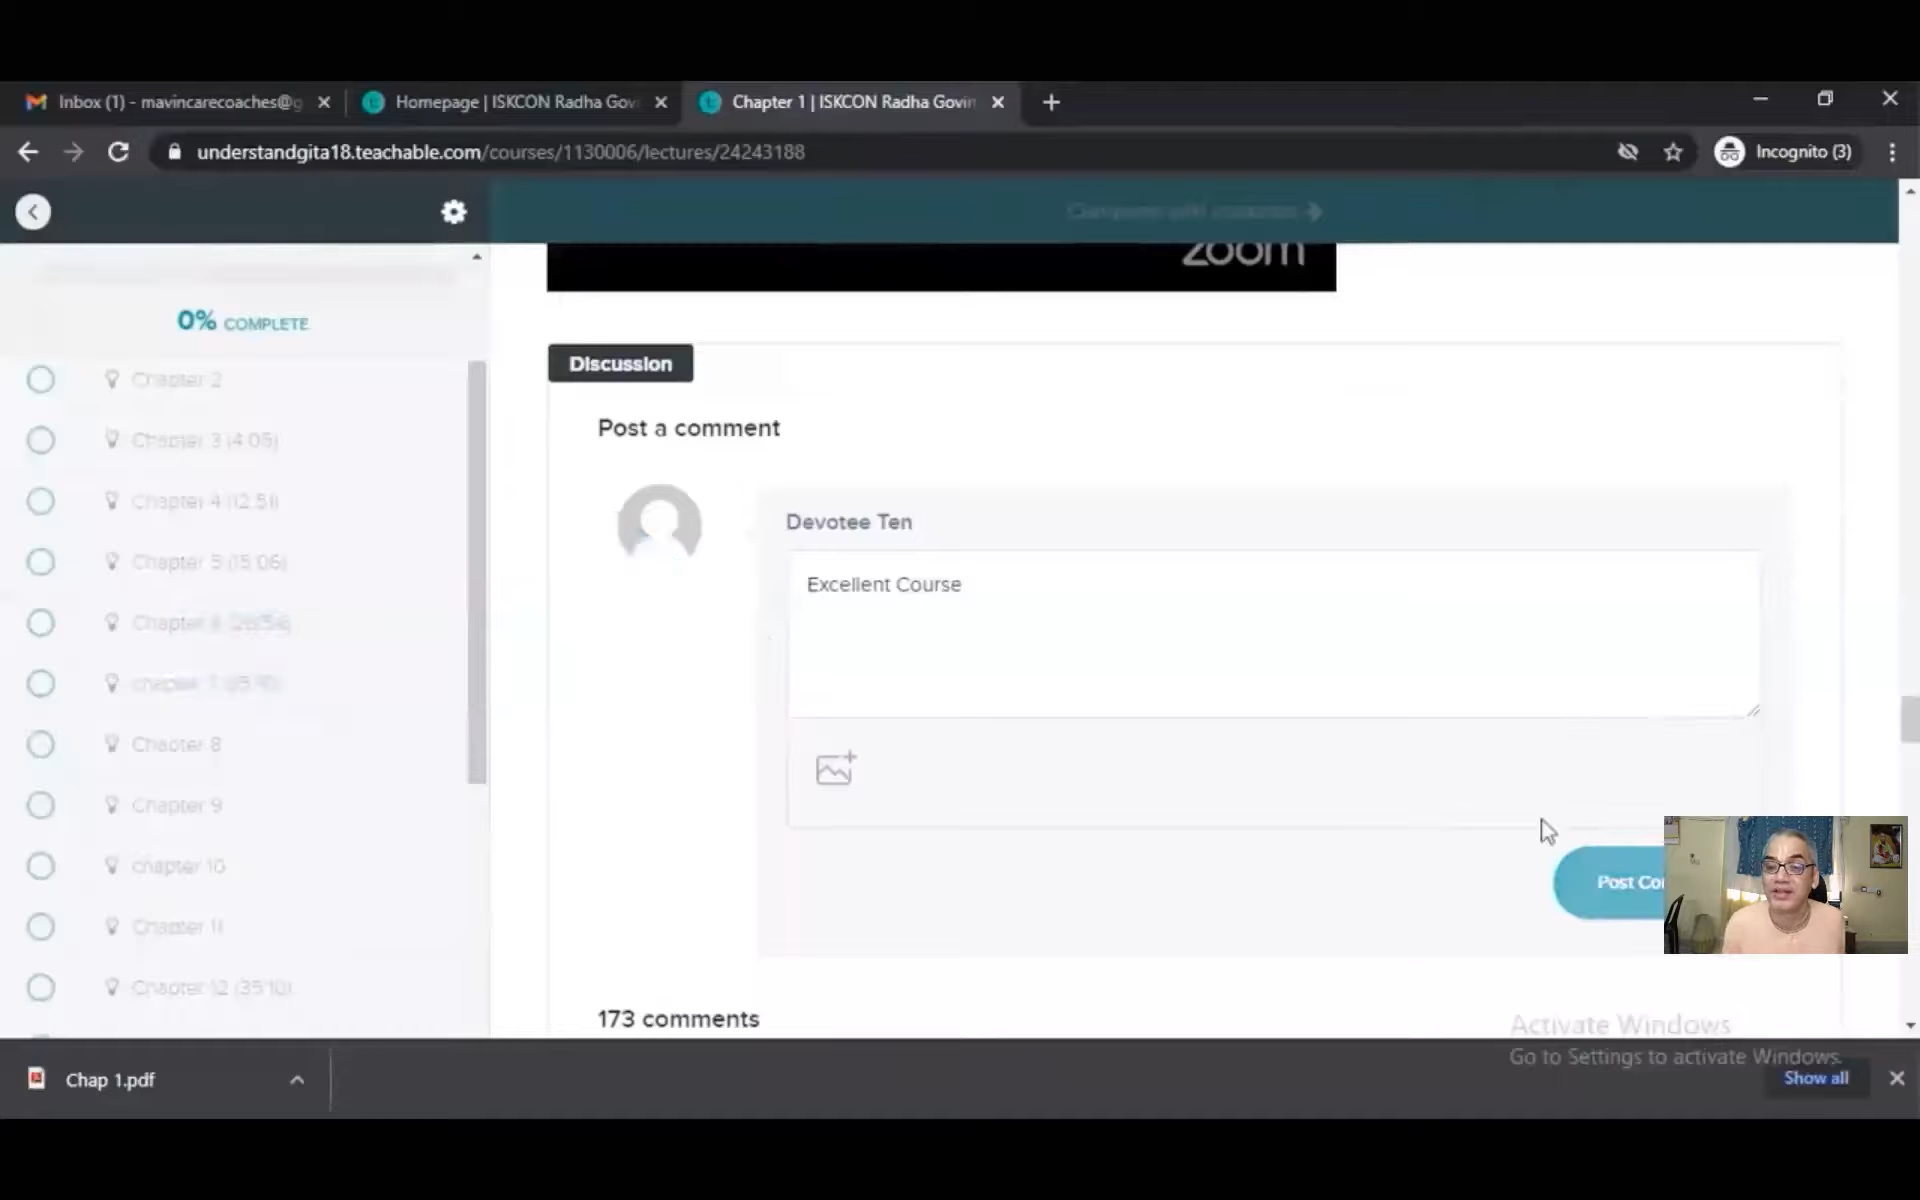 Inbox (1) - mavincarecoaches@g
Homepage | ISKCON Radha Gov
Chapter 1 | ISKCON Radha Govin
understandgita18.teachable.com/courses/1130006/lectures/24243188
Incognito (3)
zoom
0% COMPLETE
Chapter 2
Chapter 3 (4:05)
Chapter 4 (12:51)
Chapter 5 (15:06)
Chapter
Chapter 8
Chapter 9
chapter 10
Chapter 11
Chapter 12 (35:10)
Discussion
Post a comment
Devotee Ten
Excellent Course
Post Co
173 comments
Activate Windows
Go to Settings to activate Windows.
Chap 1.pdf
Show all